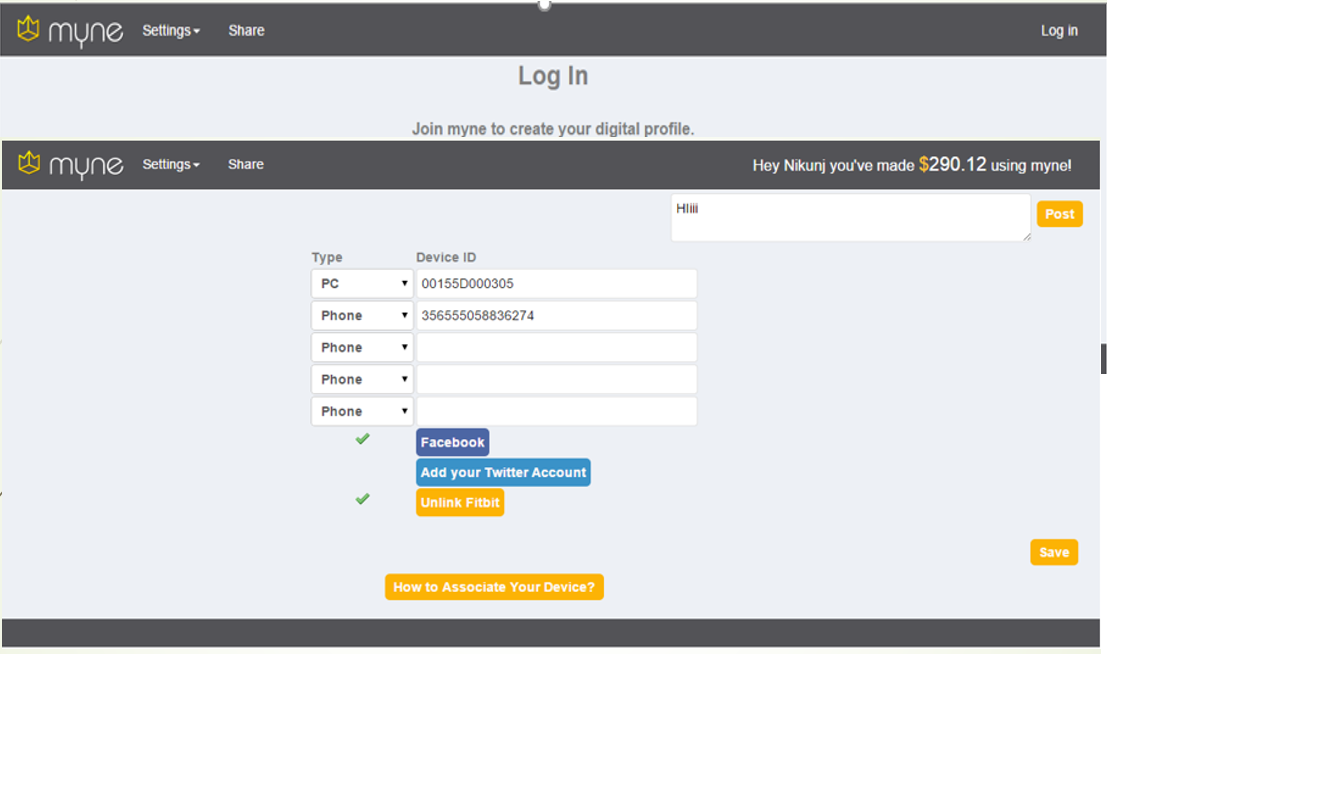 myne Settings Share Log in
Log In
Join myne to create your digital profile.
myne Settings Share Hey Nikunj you've made $290.12 using myne!
HIiii Post
Type Device ID
PC 00155D000305
Phone 356555058836274
Phone
Phone
Phone
Facebook
Add your Twitter Account
Unlink Fitbit
Save
How to Associate Your Device?